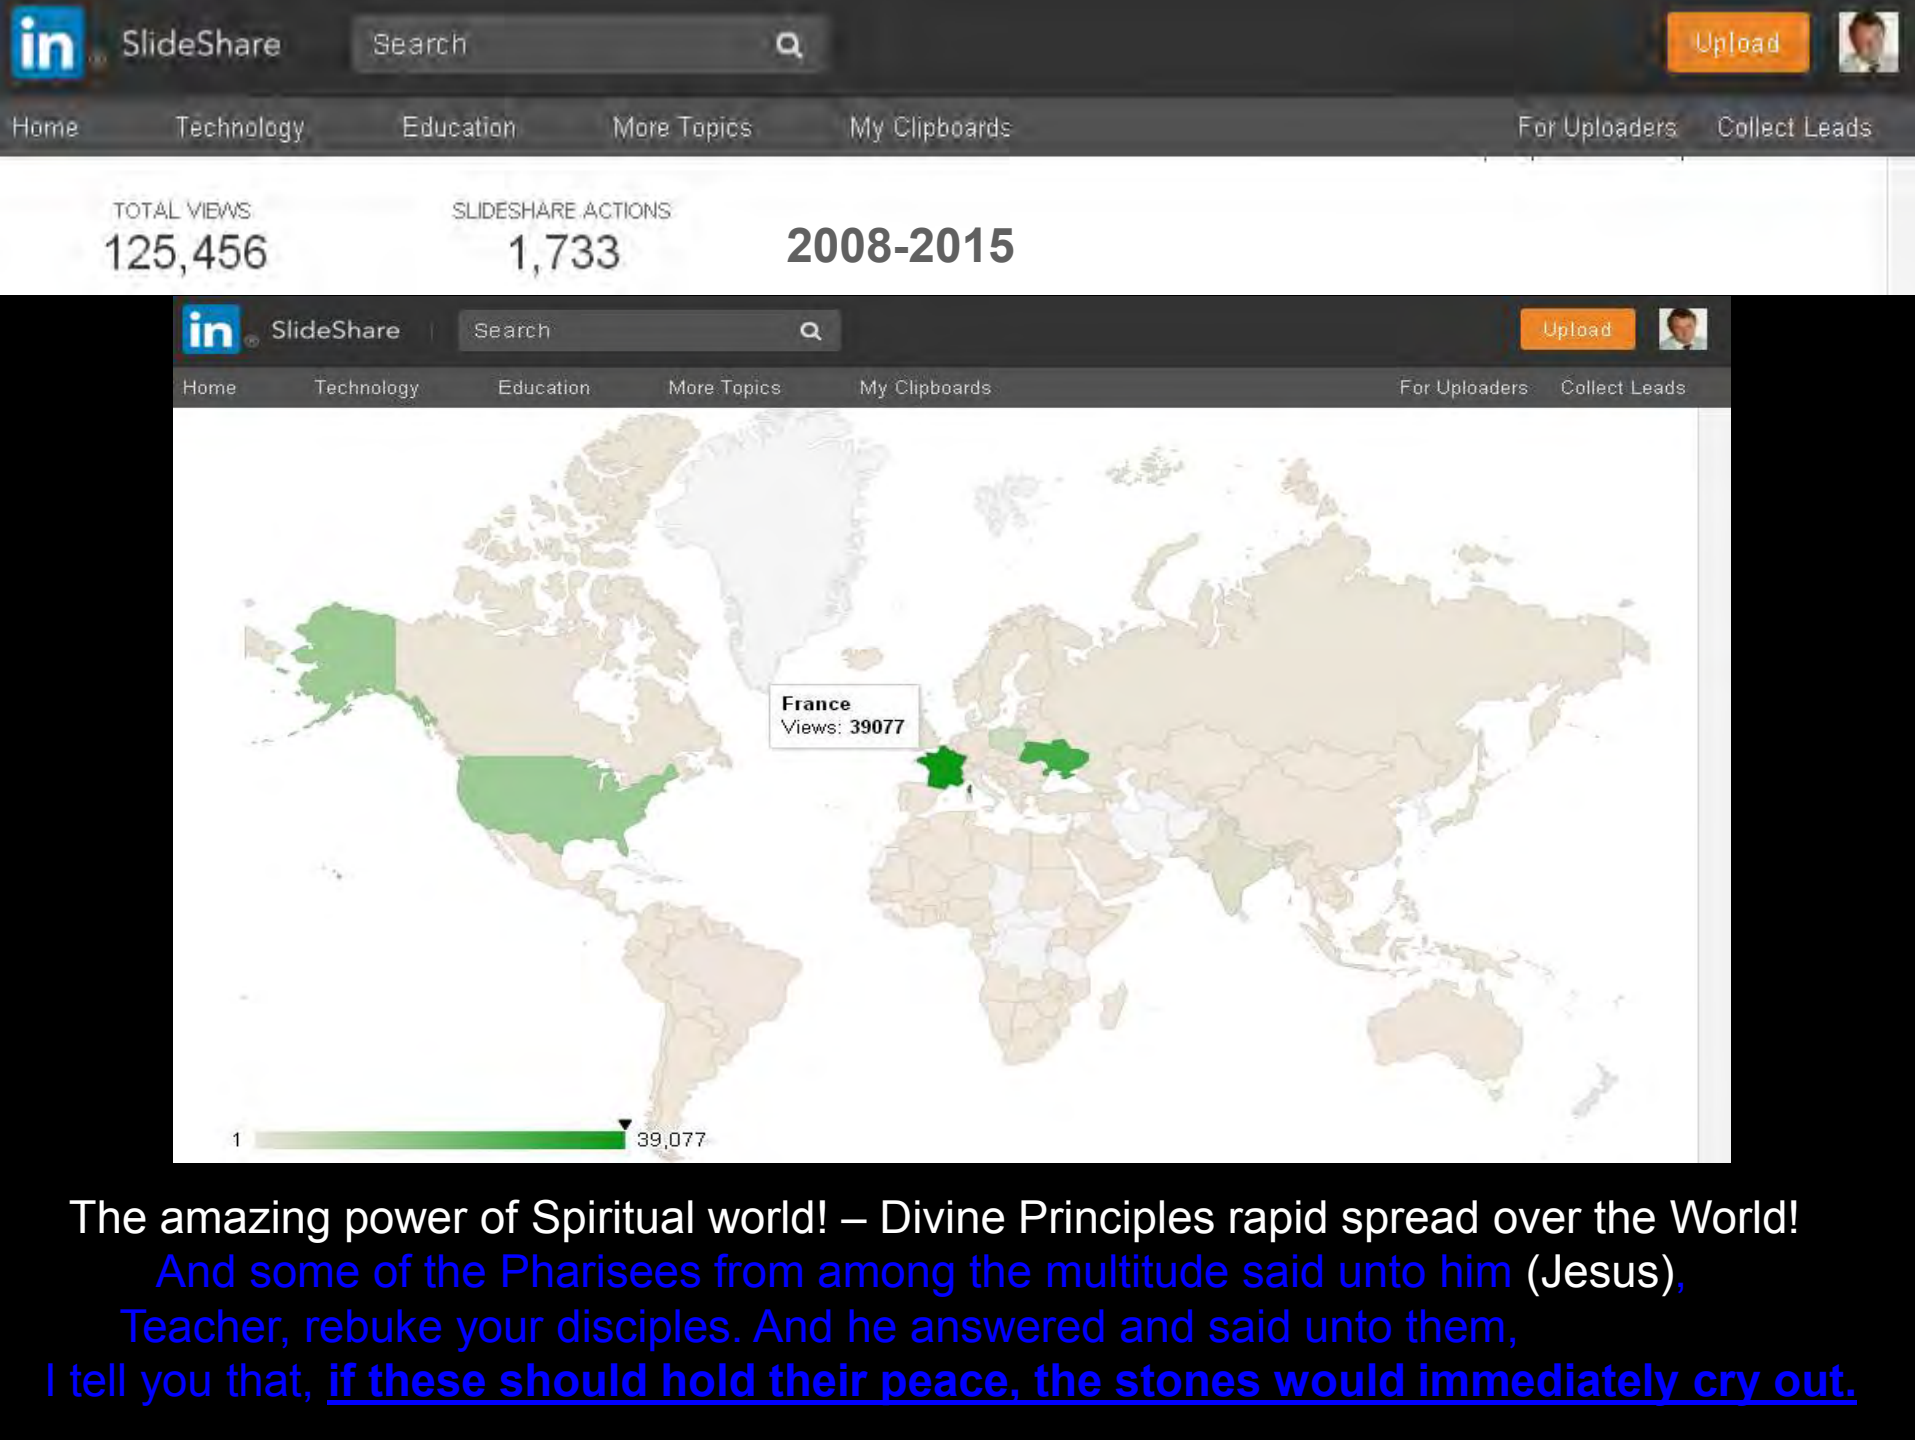 in SlideShare Search Upload
Home Technology Education More Topics My Clipboards For Uploaders Collect Leads
TOTAL VIEWS SLIDESHARE ACTIONS
125,456 1,733 2008-2015
in ® SlideShare Search Upload
Home Technology Education More Topics My Clipboards For Uploaders Collect Leads
France
Views: 39077
1 39,077
The amazing power of Spiritual world! – Divine Principles rapid spread over the World!
And some of the Pharisees from among the multitude said unto him (Jesus),
Teacher, rebuke your disciples. And he answered and said unto them,
I tell you that, if these should hold their peace, the stones would immediately cry out.